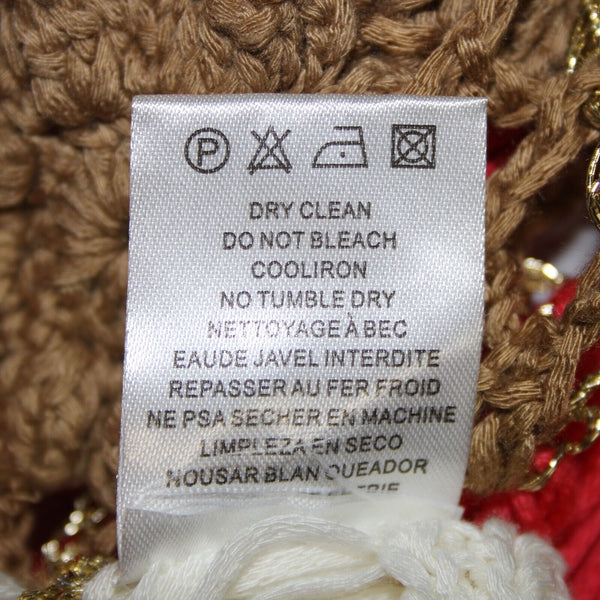 P
DRY CLEAN
DO NOT BLEACH
COOLIRON
NO TUMBLE DRY
NETTOYAGE À BEC
EAUDE JAVEL INTERDITE
REPASSER AU FER FROID
NE PSA SECHER EN MACHINE
LIMPLEZA EN SECO
NOUSAR BLAN QUEADOR